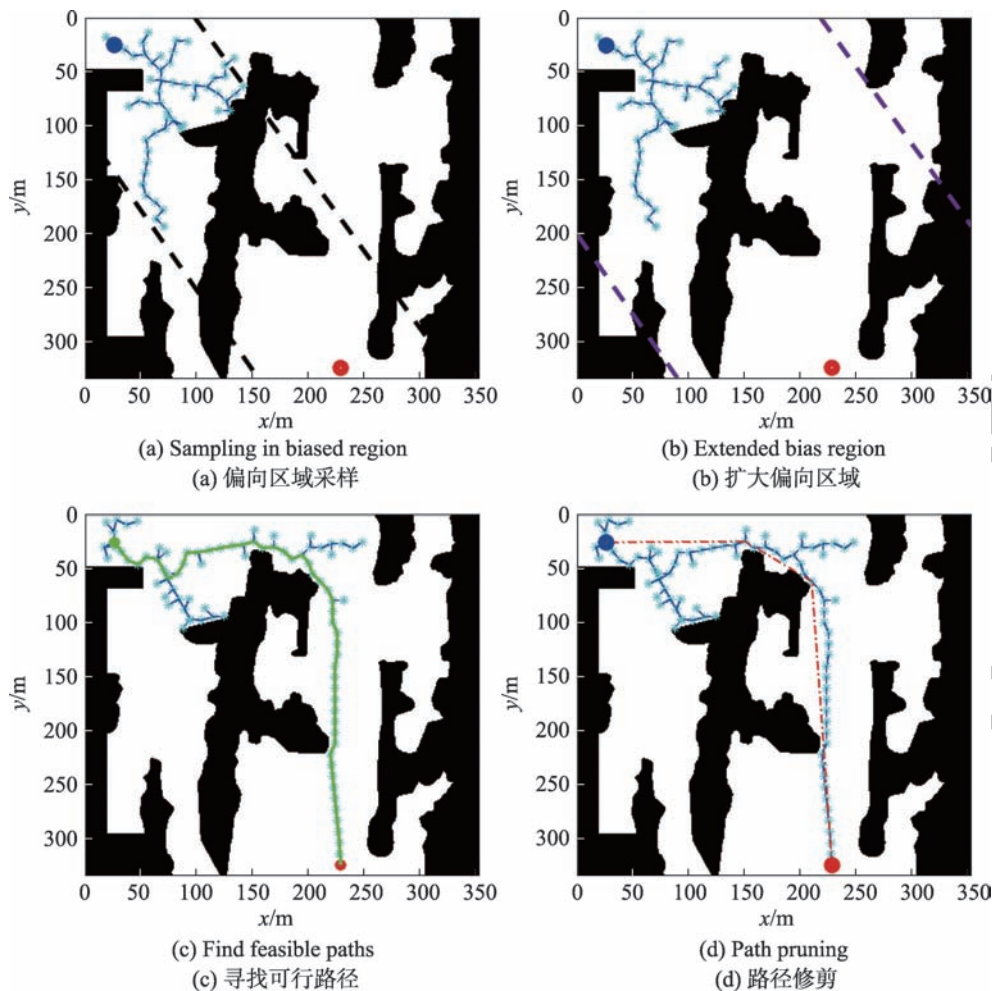 0
50
100
150
200
250
300
y/m
0 50 100 150 200 250 300 350
x/m
(a) Sampling in biased region
(a) 偏向区域采样
0
50
100
150
200
250
300
y/m
0 50 100 150 200 250 300 350
x/m
(b) Extended bias region
(b) 扩大偏向区域
0
50
100
150
200
250
300
y/m
0 50 100 150 200 250 300 350
x/m
(c) Find feasible paths
(c) 寻找可行路径
0
50
100
150
200
250
300
y/m
0 50 100 150 200 250 300 350
x/m
(d) Path pruning
(d) 路径修剪